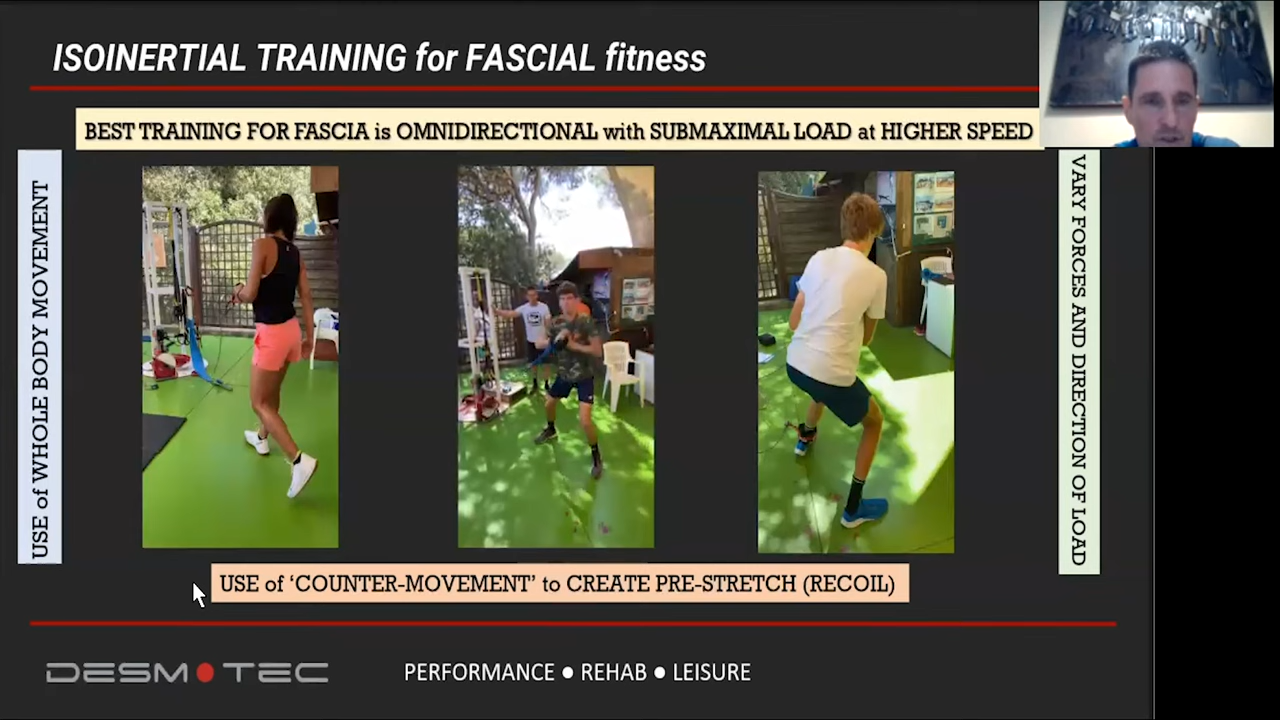 ISOINERTIAL TRAINING for FASCIAL fitness
BEST TRAINING FOR FASCIA is OMNIDIRECTIONAL with SUBMAXIMAL LOAD at HIGHER SPEED
USE of WHOLE BODY MOVEMENT
VARY FORCES AND DIRECTION OF LOAD
USE of ‘COUNTER-MOVEMENT’ to CREATE PRE-STRETCH (RECOIL)
DESMOTEC
PERFORMANCE ● REHAB ● LEISURE